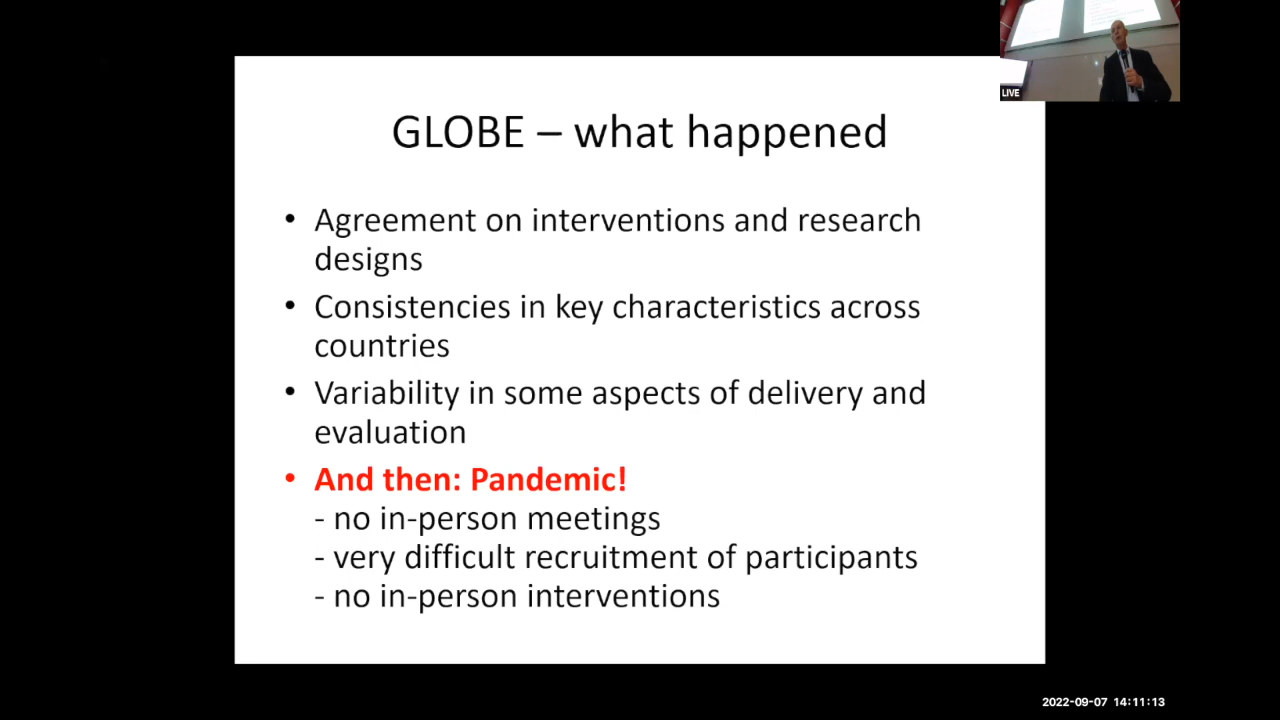 LIVE
GLOBE – what happened
• Agreement on interventions and research
designs
• Consistencies in key characteristics across
countries
• Variability in some aspects of delivery and
evaluation
• And then: Pandemic!
- no in-person meetings
- very difficult recruitment of participants
- no in-person interventions
2022-09-07 14:11:13